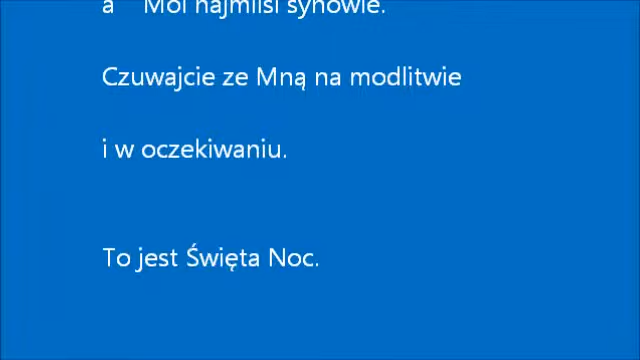 a Moi najmilsi synowie.
Czuwajcie ze Mną na modlitwie
i w oczekiwaniu.
To jest Święta Noc.